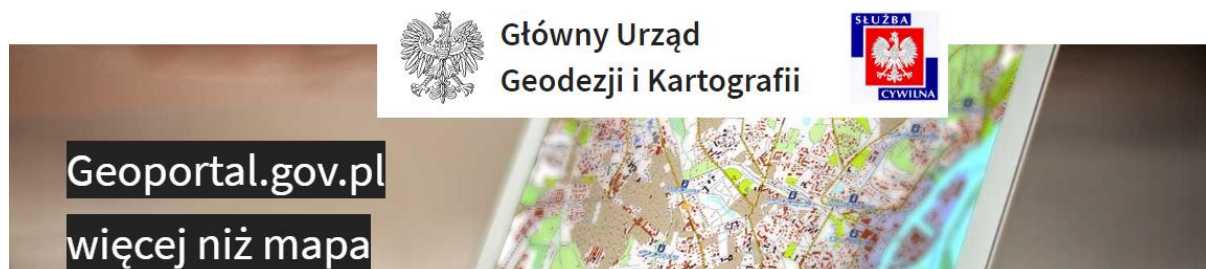 Główny Urząd
Geodezji i Kartografii
SŁUŻBA
CYWILNA
Geoportal.gov.pl
więcej niż mapa